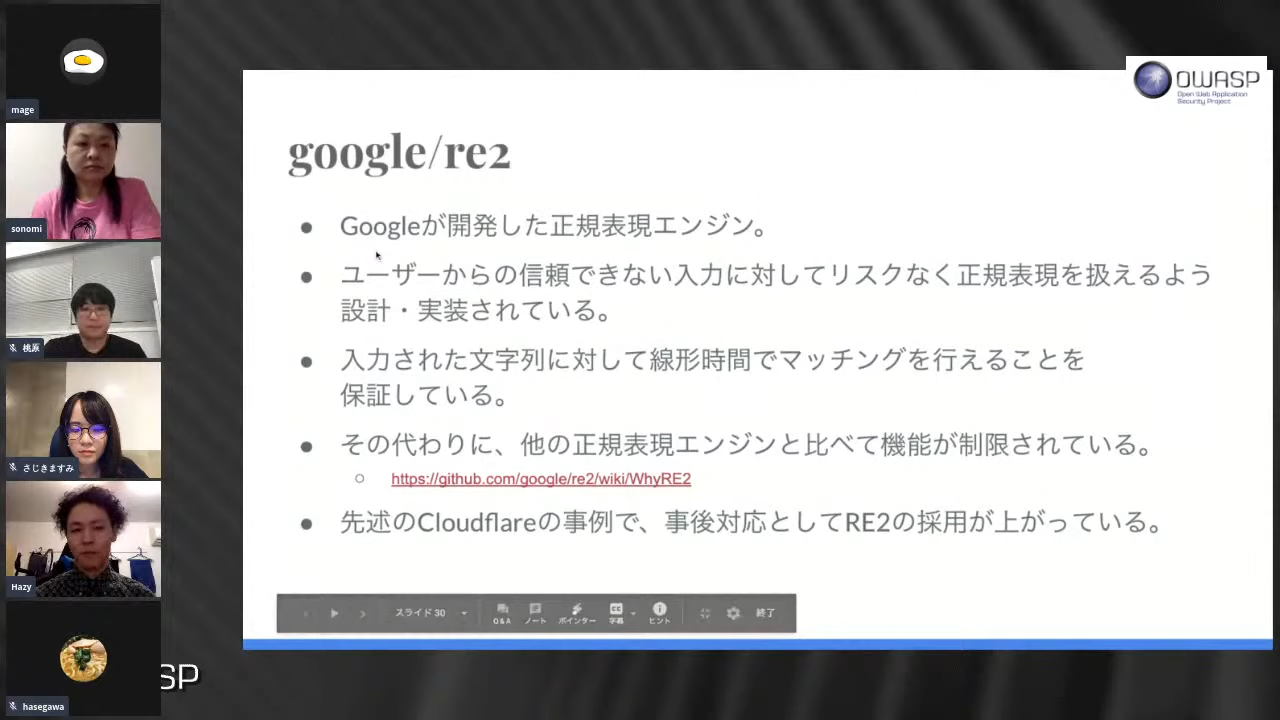 mage
sonomi
桃原
さじきますみ
Hazy
hasegawa
SP
OWASP
Open Web Application
Security Project
google/re2
● Googleが開発した正規表現エンジン。
● ユーザーからの信頼できない入力に対してリスクなく正規表現を扱えるよう
設計・実装されている。
● 入力された文字列に対して線形時間でマッチングを行えることを
保証している。
● その代わりに、他の正規表現エンジンと比べて機能が制限されている。
○ https://github.com/google/re2/wiki/WhyRE2
● 先述のCloudflareの事例で、事後対応としてRE2の採用が上がっている。
スライド 30
Q&A
ノート
ポインター
CC
字幕
ヒント
終了